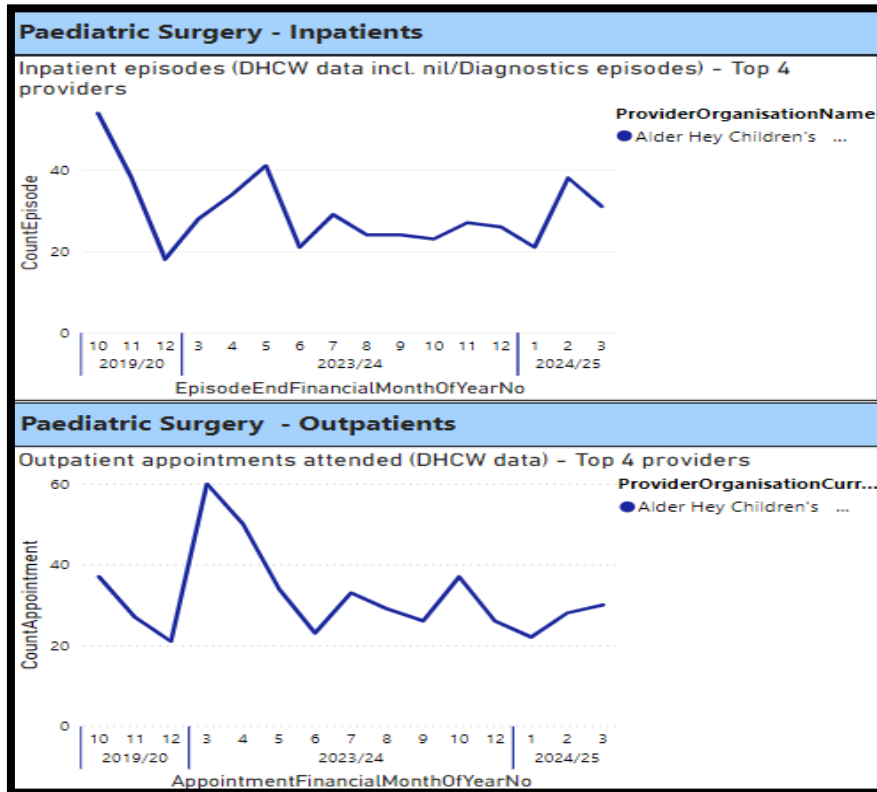 Paediatric Surgery - Inpatients
Inpatient episodes (DHCW data incl. nil/Diagnostics episodes) - Top 4
providers
ProviderOrganisationName
Alder Hey Children's ...
CountEpisode
40
20
0
10 11 12 3 4 5 6 7 8 9 10 11 12 1 2 3
2019/20 2023/24 2024/25
EpisodeEndFinancialMonthOfYearNo
Paediatric Surgery - Outpatients
Outpatient appointments attended (DHCW data) - Top 4 providers
ProviderOrganisationCurr...
Alder Hey Children's ...
CountAppointment
60
40
20
0
10 11 12 3 4 5 6 7 8 9 10 12 1 2 3
2019/20 2023/24 2024/25
AppointmentFinancialMonthOfYearNo